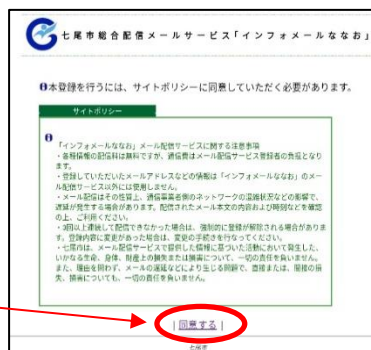 七尾市総合配信メールサービス「インフォメールななお」
本登録を行うには、サイトポリシーに同意していただく必要があります。
サイトポリシー
「インフォメールななお」メール配信サービスに関する注意事項
・各種情報の配信料は無料ですが、通信費はメール配信サービス登録者の負担となり
ます。
・登録していただいたメールアドレスなどの情報は「インフォメールななお」のメー
ル配信サービス以外には使用しません。
・メール配信はその性質上、通信事業者側のネットワークの混雑状況などの影響で、
遅延が発生する場合があります。配信されたメール本文の内容および時刻などを確認
の上、ご利用ください。
・3回以上連続して配信できなかった場合は、強制的に登録が解除される場合がありま
す。登録内容に変更があった場合は、変更の手続きを行なってください。
・七尾市は、メール配信サービスで提供した情報に基づいた活動において発生した、
いかなる生命、身体、財産上の損失または損害について、一切の責任を負いません。
また、理由を問わず、メールの遅延などにより生じる問題で、直接または、間接の損
失、損害についても、一切の責任を負いません。
| 同意する |
七尾市